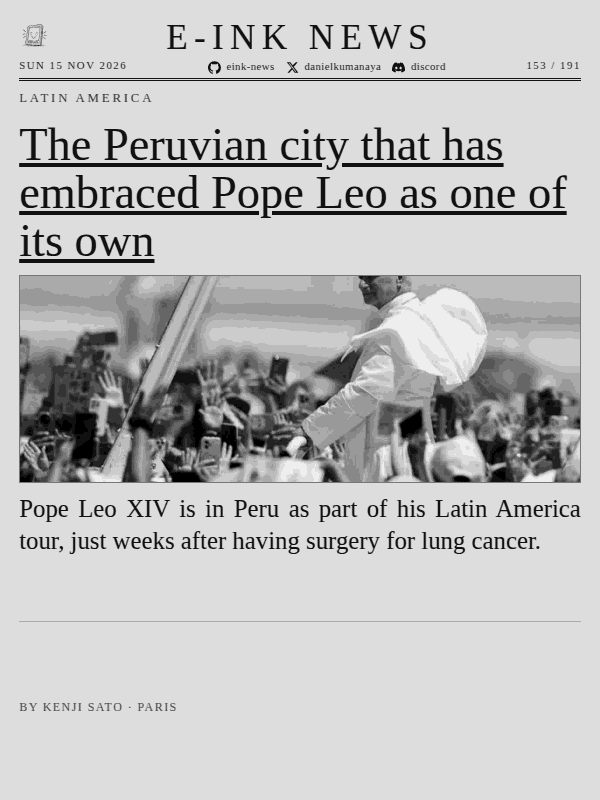 E-INK NEWS
SUN 15 NOV 2026
eink-news
danielkumanaya
discord
153 / 191
LATIN AMERICA
The Peruvian city that has
embraced Pope Leo as one of
its own
Pope Leo XIV is in Peru as part of his Latin America
tour, just weeks after having surgery for lung cancer.
BY KENJI SATO · PARIS